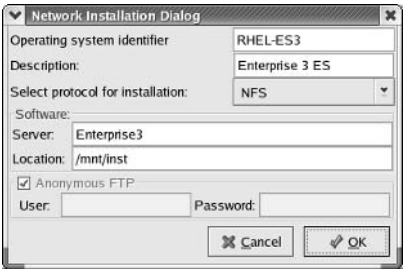 Network Installation Dialog
Operating system identifier RHEL-ES3
Description: Enterprise 3 ES
Select protocol for installation: NFS
Software:
Server: Enterprise3
Location: /mnt/inst
Anonymous FTP
User: Password:
Cancel OK